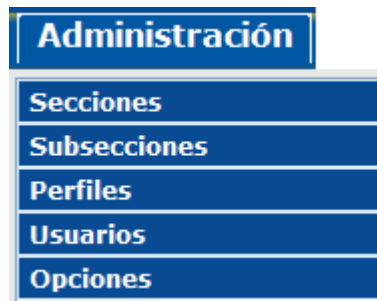 Administración
Secciones
Subsecciones
Perfiles
Usuarios
Opciones